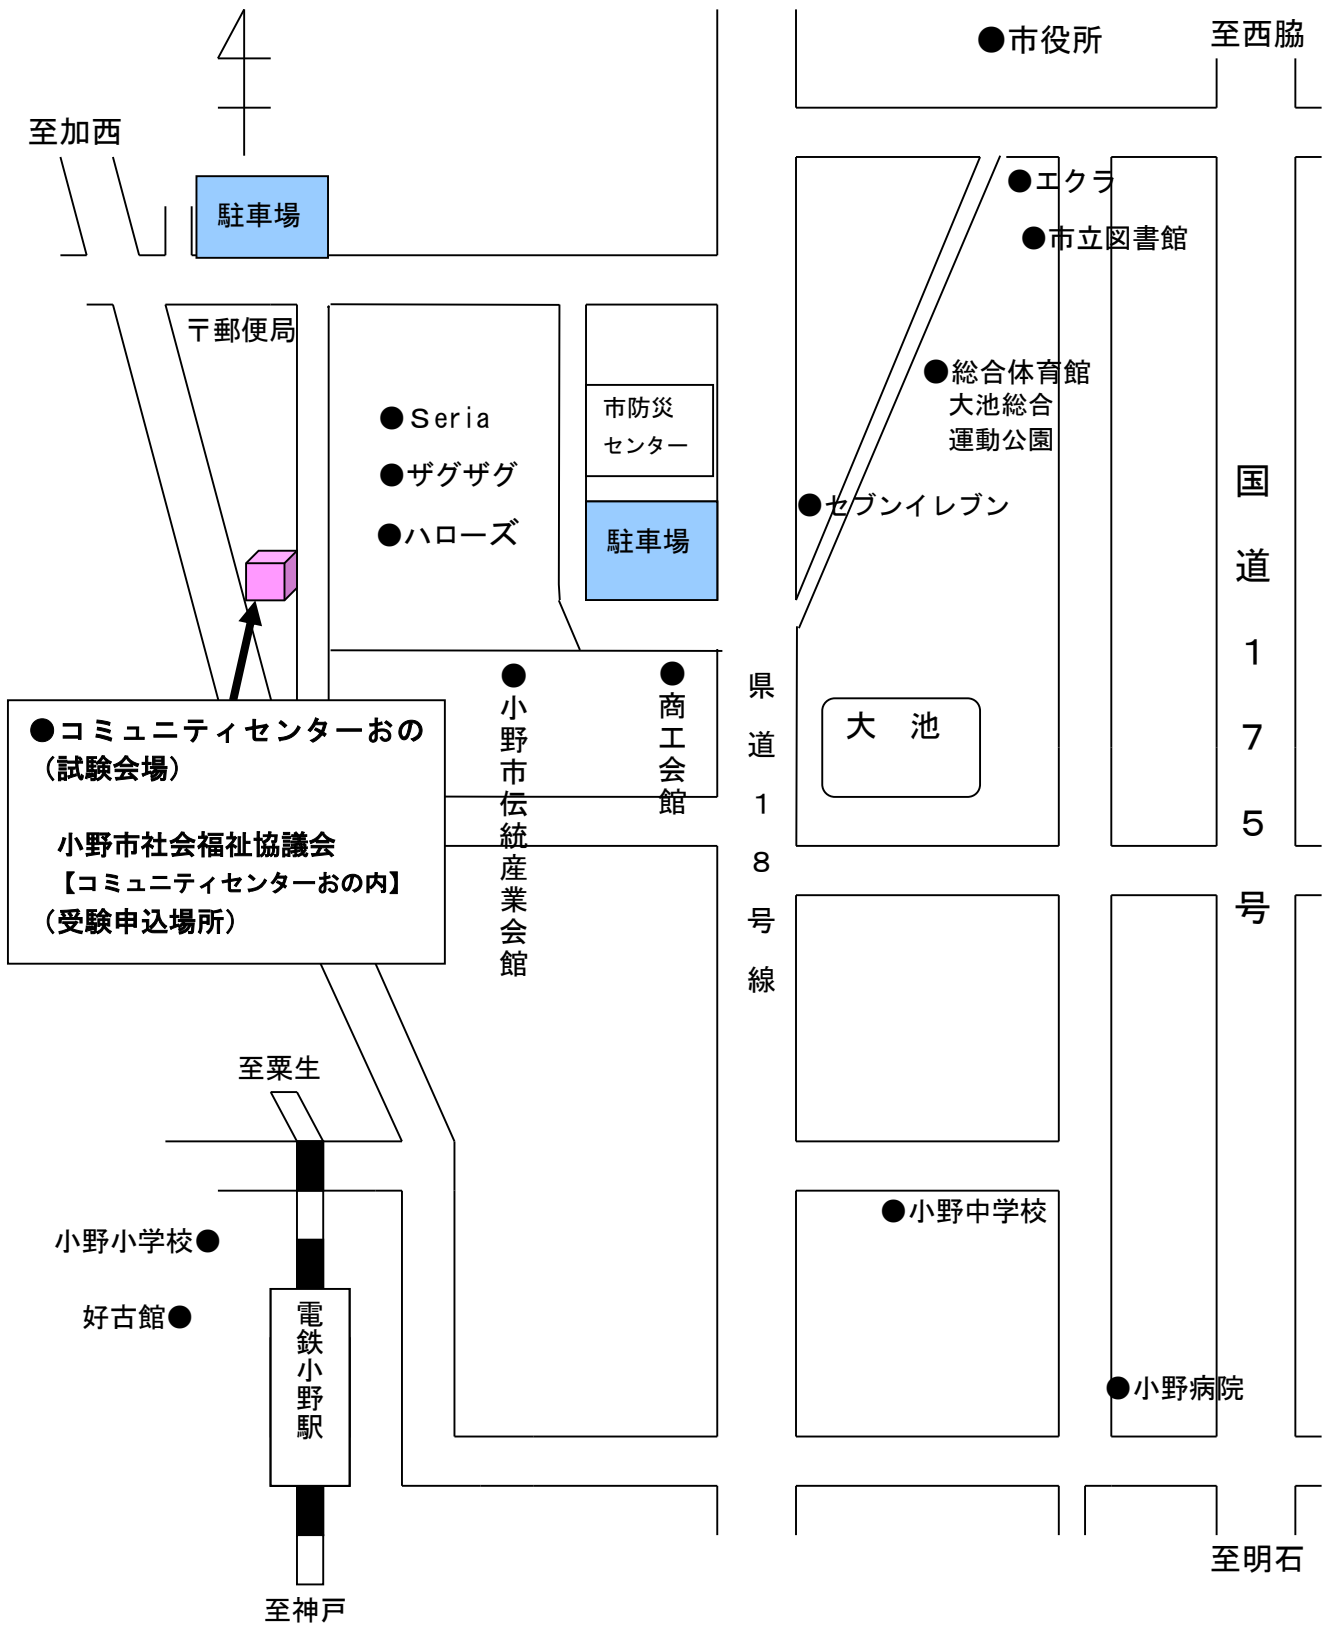 ●市役所
至西脇
至加西
駐車場
●エクラ
●市立図書館
〒郵便局
●総合体育館
大池総合
運動公園
●Seria
●ザグザグ
●ハローズ
市防災
センター
駐車場
●セブンイレブン
国道175号
●小野市伝統産業会館
●商工会館
県道18号線
大　池
●コミュニティセンターおの
（試験会場）
小野市社会福祉協議会
【コミュニティセンターおの内】
（受験申込場所）
至粟生
小野小学校●
好古館●
電鉄小野駅
●小野中学校
●小野病院
至明石
至神戸